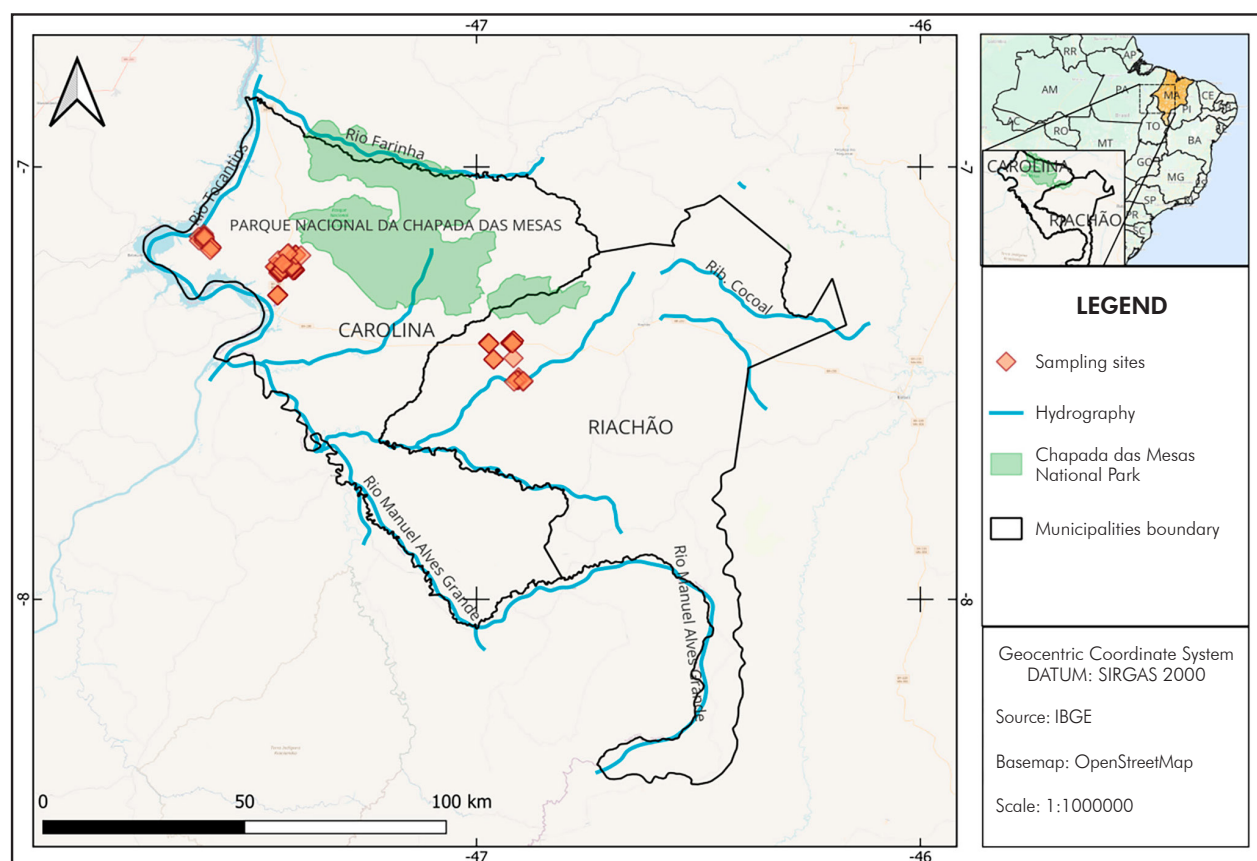 -47
-46
-7
-7
-8
-8
Rio Farinha
Rio Tocantins
PARQUE NACIONAL DA CHAPADA DAS MESAS
Rib. Cocoal
CAROLINA
RIACHÃO
Rio Manuel Alves Grande
Rio Manuel Alves Grande
0
50
100 km
-47
-46
RR
AP
AM
PA
MA
CE
PI
AC
RO
TO
MT
BA
GO
MG
ES
SP
RJ
PR
SC
CAROLINA
RIACHÃO
LEGEND
Sampling sites
Hydrography
Chapada das Mesas
National Park
Municipalities boundary
Geocentric Coordinate System
DATUM: SIRGAS 2000
Source: IBGE
Basemap: OpenStreetMap
Scale: 1:1000000